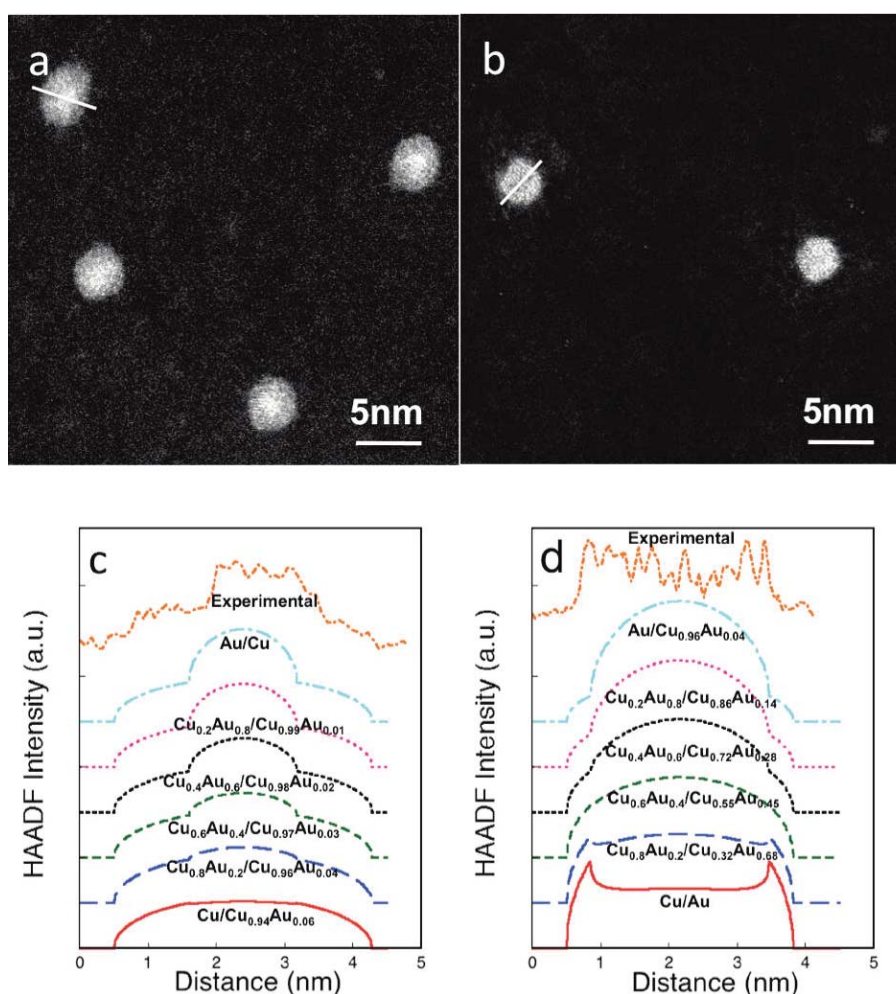 a
b
5nm
5nm
c
d
Experimental
Experimental
Au/Cu
Cu0.2Au0.8/Cu0.99Au0.01
Cu0.4Au0.6/Cu0.98Au0.02
Cu0.6Au0.4/Cu0.97Au0.03
Cu0.8Au0.2/Cu0.96Au0.04
Cu/Cu0.94Au0.06
Au/Cu0.96Au0.04
Cu0.2Au0.8/Cu0.86Au0.14
Cu0.4Au0.6/Cu0.72Au0.28
Cu0.6Au0.4/Cu0.55Au0.45
Cu0.8Au0.2/Cu0.32Au0.68
Cu/Au
HAADF Intensity (a.u.)
HAADF Intensity (a.u.)
0 1 2 3 4 5
0 1 2 3 4 5
Distance (nm)
Distance (nm)